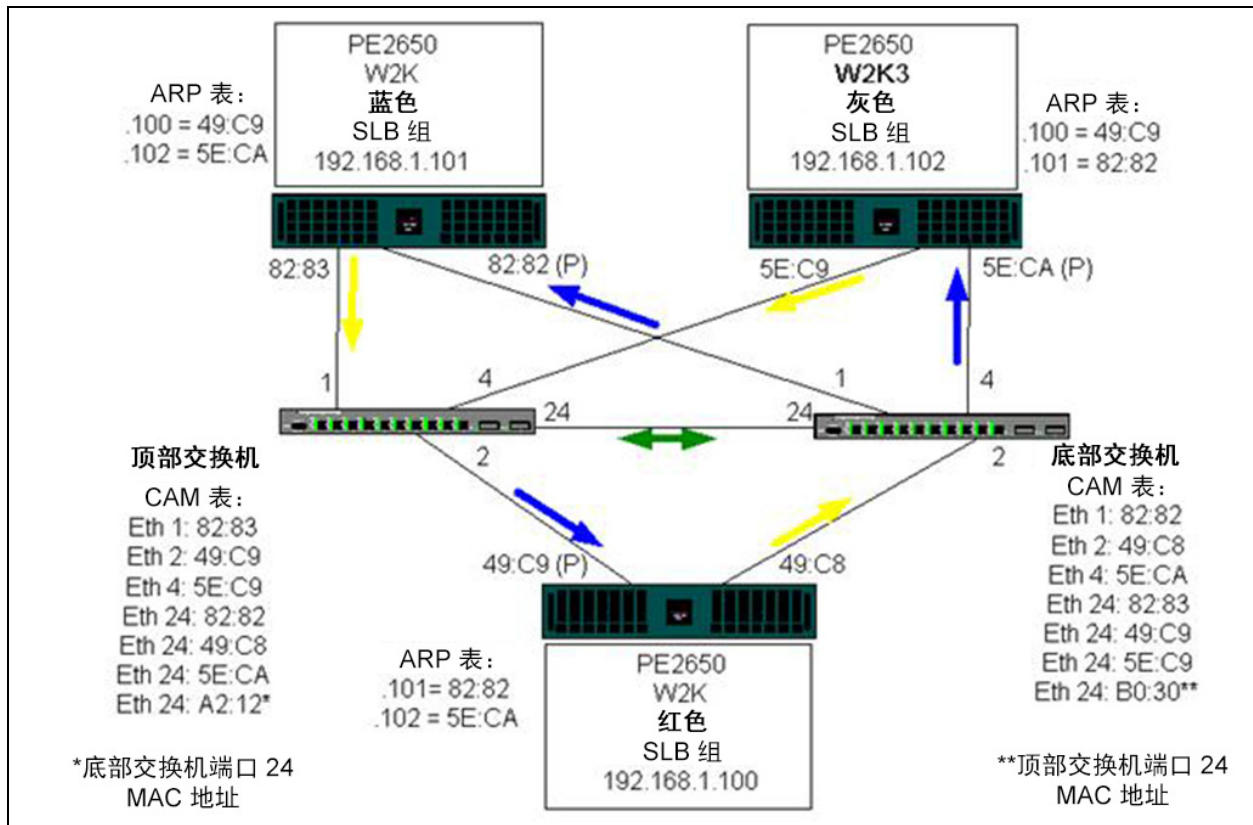 PE2650
W2K
蓝色
SLB 组
192.168.1.101
ARP 表：
.100 = 49:C9
.102 = 5E:CA
PE2650
W2K3
灰色
SLB 组
192.168.1.102
ARP 表：
.100 = 49:C9
.101 = 82:82
82:83
82:82 (P)
5E:C9
5E:CA (P)
1
4
24
2
24
1
4
2
顶部交换机
CAM 表：
Eth 1: 82:83
Eth 2: 49:C9
Eth 4: 5E:C9
Eth 24: 82:82
Eth 24: 49:C8
Eth 24: 5E:CA
Eth 24: A2:12*
*底部交换机端口 24
MAC 地址
底部交换机
CAM 表：
Eth 1: 82:82
Eth 2: 49:C8
Eth 4: 5E:CA
Eth 24: 82:83
Eth 24: 49:C9
Eth 24: 5E:C9
Eth 24: B0:30**
**顶部交换机端口 24
MAC 地址
49:C9 (P)
49:C8
ARP 表：
.101= 82:82
.102 = 5E:CA
PE2650
W2K
红色
SLB 组
192.168.1.100